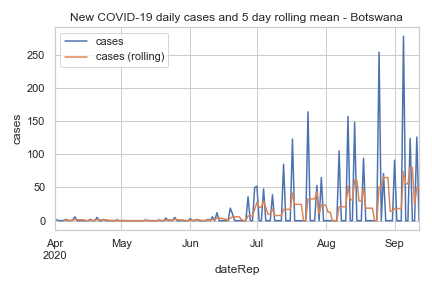 New COVID-19 daily cases and 5 day rolling mean - Botswana
cases
cases (rolling)
250
200
150
100
50
0
cases
Apr
2020
May
Jun
Jul
Aug
Sep
dateRep